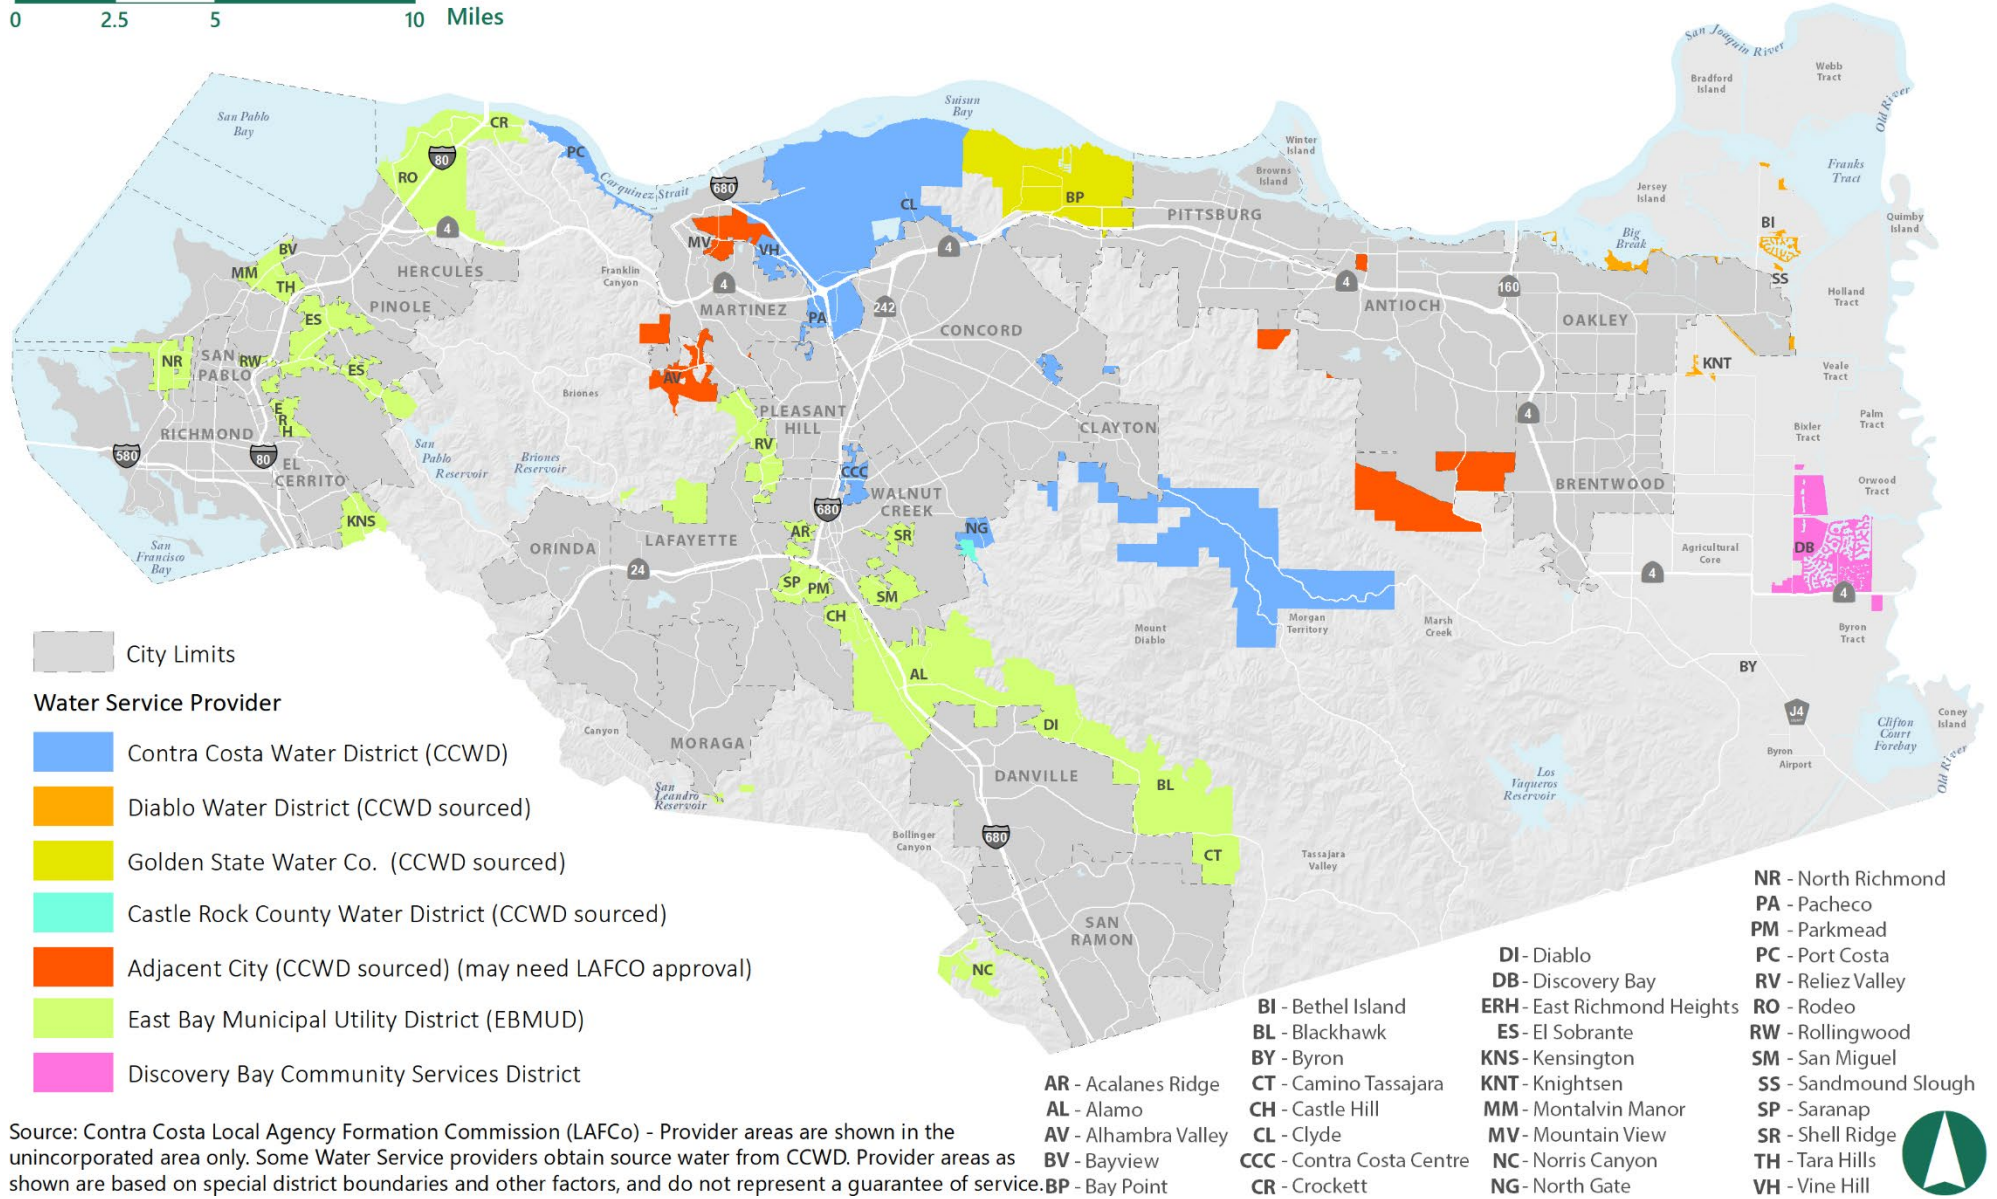 0 2.5 5 10 Miles
San Joaquin River
Bradford
Island
Webb
Tract
Old River
San Pablo
Bay
Suisun
Bay
Winter
Island
Browns
Island
Franks
Tract
Jersey
Island
Quimby
Island
Big
Break
CR
PC
80
RO
4
Carquinez Strait
680
CL
BP
PITTSBURG
BI
SS
MV
VH
4
BV
MM
TH
HERCULES
PINOLE
Franklin
Canyon
4
MARTINEZ
PA
242
CONCORD
4
ANTIOCH
160
OAKLEY
Holland
Tract
ES
NR
SAN
PABLO
RW
ES
AV
Briones
KNT
Veale
Tract
E
R
H
RICHMOND
580
80
EL
CERRITO
San
Pablo
Reservoir
Briones
Reservoir
PLEASANT
HILL
RV
CCC
CLAYTON
4
Palm
Tract
Bixler
Tract
WALNUT
CREEK
680
BRENTWOOD
Orwood
Tract
KNS
San
Francisco
Bay
ORINDA
LAFAYETTE
24
AR
SR
NG
SP
PM
SM
CH
DB
Agricultural
Core
4
4
Byron
Tract
Mount
Diablo
Morgan
Territory
Marsh
Creek
BY
AL
DI
Canyon
MORAGA
San
Leandro
Reservoir
DANVILLE
BL
Los
Vaqueros
Reservoir
J4
Byron
Airport
Clifton
Court
Forebay
Coney
Island
Old River
Bollinger
Canyon
680
CT
Tassajara
Valley
SAN
RAMON
NC
City Limits
Water Service Provider
Contra Costa Water District (CCWD)
Diablo Water District (CCWD sourced)
Golden State Water Co. (CCWD sourced)
Castle Rock County Water District (CCWD sourced)
Adjacent City (CCWD sourced) (may need LAFCO approval)
East Bay Municipal Utility District (EBMUD)
Discovery Bay Community Services District
Source: Contra Costa Local Agency Formation Commission (LAFCo) - Provider areas are shown in the
unincorporated area only. Some Water Service providers obtain source water from CCWD. Provider areas as
shown are based on special district boundaries and other factors, and do not represent a guarantee of service.
AR - Acalanes Ridge
AL - Alamo
AV - Alhambra Valley
BV - Bayview
BP - Bay Point
BI - Bethel Island
BL - Blackhawk
BY - Byron
CT - Camino Tassajara
CH - Castle Hill
CL - Clyde
CCC - Contra Costa Centre
CR - Crockett
DI - Diablo
DB - Discovery Bay
ERH - East Richmond Heights
ES - El Sobrante
KNS - Kensington
KNT - Knightsen
MM - Montalvin Manor
MV - Mountain View
NC - Norris Canyon
NG - North Gate
NR - North Richmond
PA - Pacheco
PM - Parkmead
PC - Port Costa
RV - Reliez Valley
RO - Rodeo
RW - Rollingwood
SM - San Miguel
SS - Sandmound Slough
SP - Saranap
SR - Shell Ridge
TH - Tara Hills
VH - Vine Hill